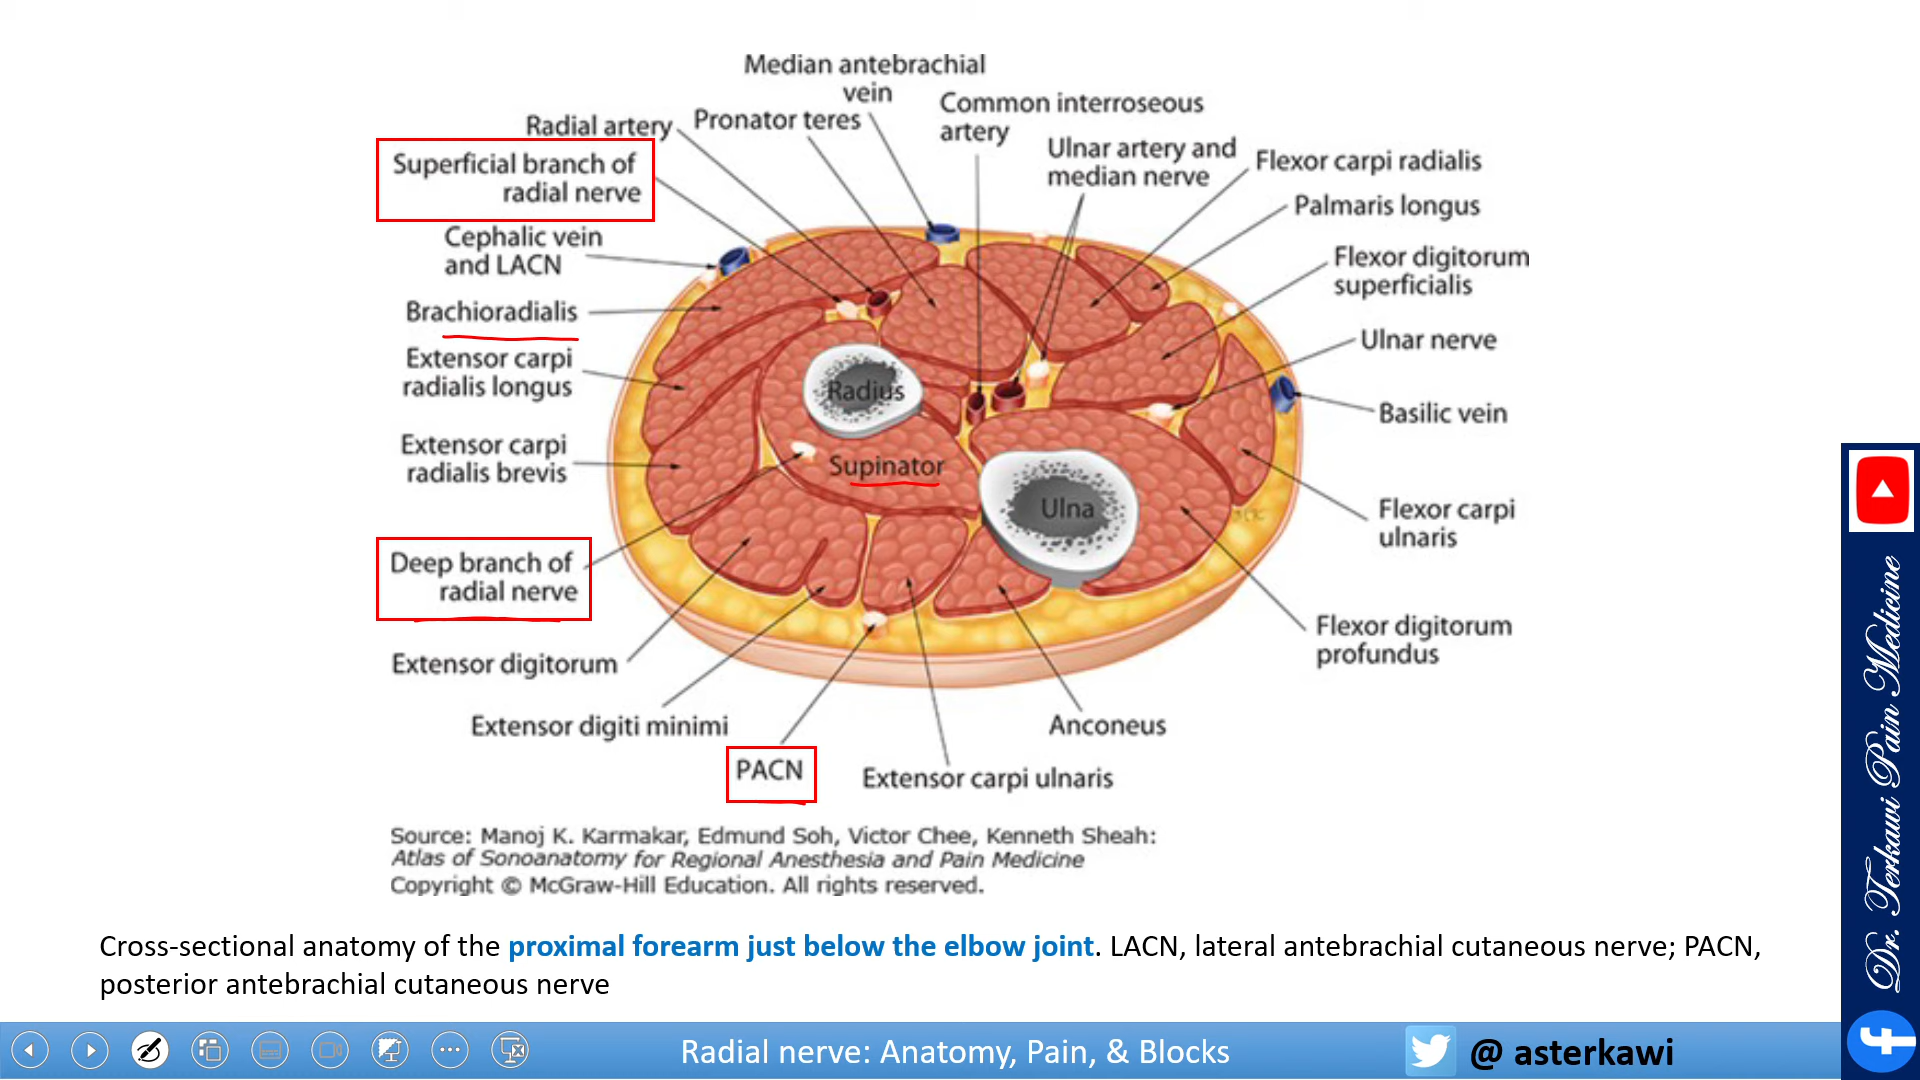 Median antebrachial
vein
Common interroseous
artery
Radial artery
Pronator teres
Ulnar artery and
median nerve
Flexor carpi radialis
Superficial branch of
radial nerve
Palmaris longus
Cephalic vein
and LACN
Flexor digitorum
superficialis
Brachioradialis
Ulnar nerve
Extensor carpi
radialis longus
Radius
Basilic vein
Extensor carpi
radialis brevis
Supinator
Ulna
Flexor carpi
ulnaris
Deep branch of
radial nerve
Flexor digitorum
profundus
Extensor digitorum
Extensor digiti minimi
Anconeus
PACN
Extensor carpi ulnaris
Source: Manoj K. Karmakar, Edmund Soh, Victor Chee, Kenneth Sheah:
Atlas of Sonoanatomy for Regional Anesthesia and Pain Medicine
Copyright © McGraw-Hill Education. All rights reserved.
Cross-sectional anatomy of the proximal forearm just below the elbow joint. LACN, lateral antebrachial cutaneous nerve; PACN,
posterior antebrachial cutaneous nerve
Radial nerve: Anatomy, Pain, & Blocks
@ asterkawi
Dr. Terkawi Pain Medicine